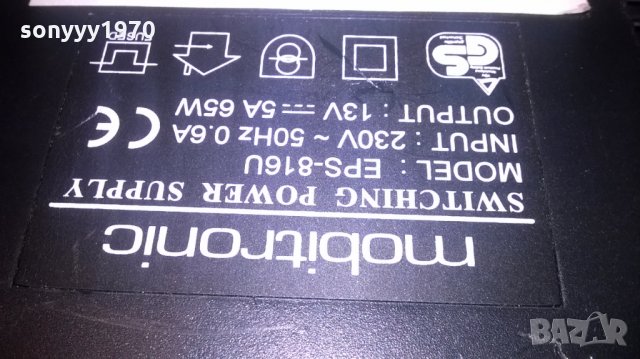 sonyyy1970
mobitronic
SWITCHING POWER SUPPLY
MODEL : EPS-816U
INPUT : 230V ~ 50Hz 0.6A
OUTPUT : 13V ⎓ 5A 65W
CE
GS
FUSED
BAZAR